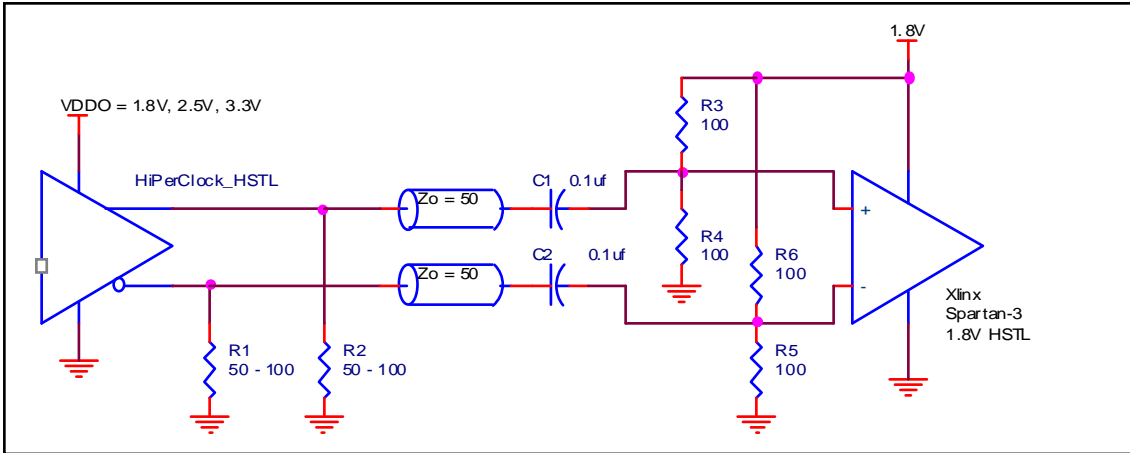 1.8V
VDDO = 1.8V, 2.5V, 3.3V
R3
100
HiPerClock_HSTL
C1 0.1uf
Zo = 50
+
R4
100
C2 0.1uf
R6
100
Zo = 50
-
Xlinx
Spartan-3
1.8V HSTL
R1
50 - 100
R2
50 - 100
R5
100